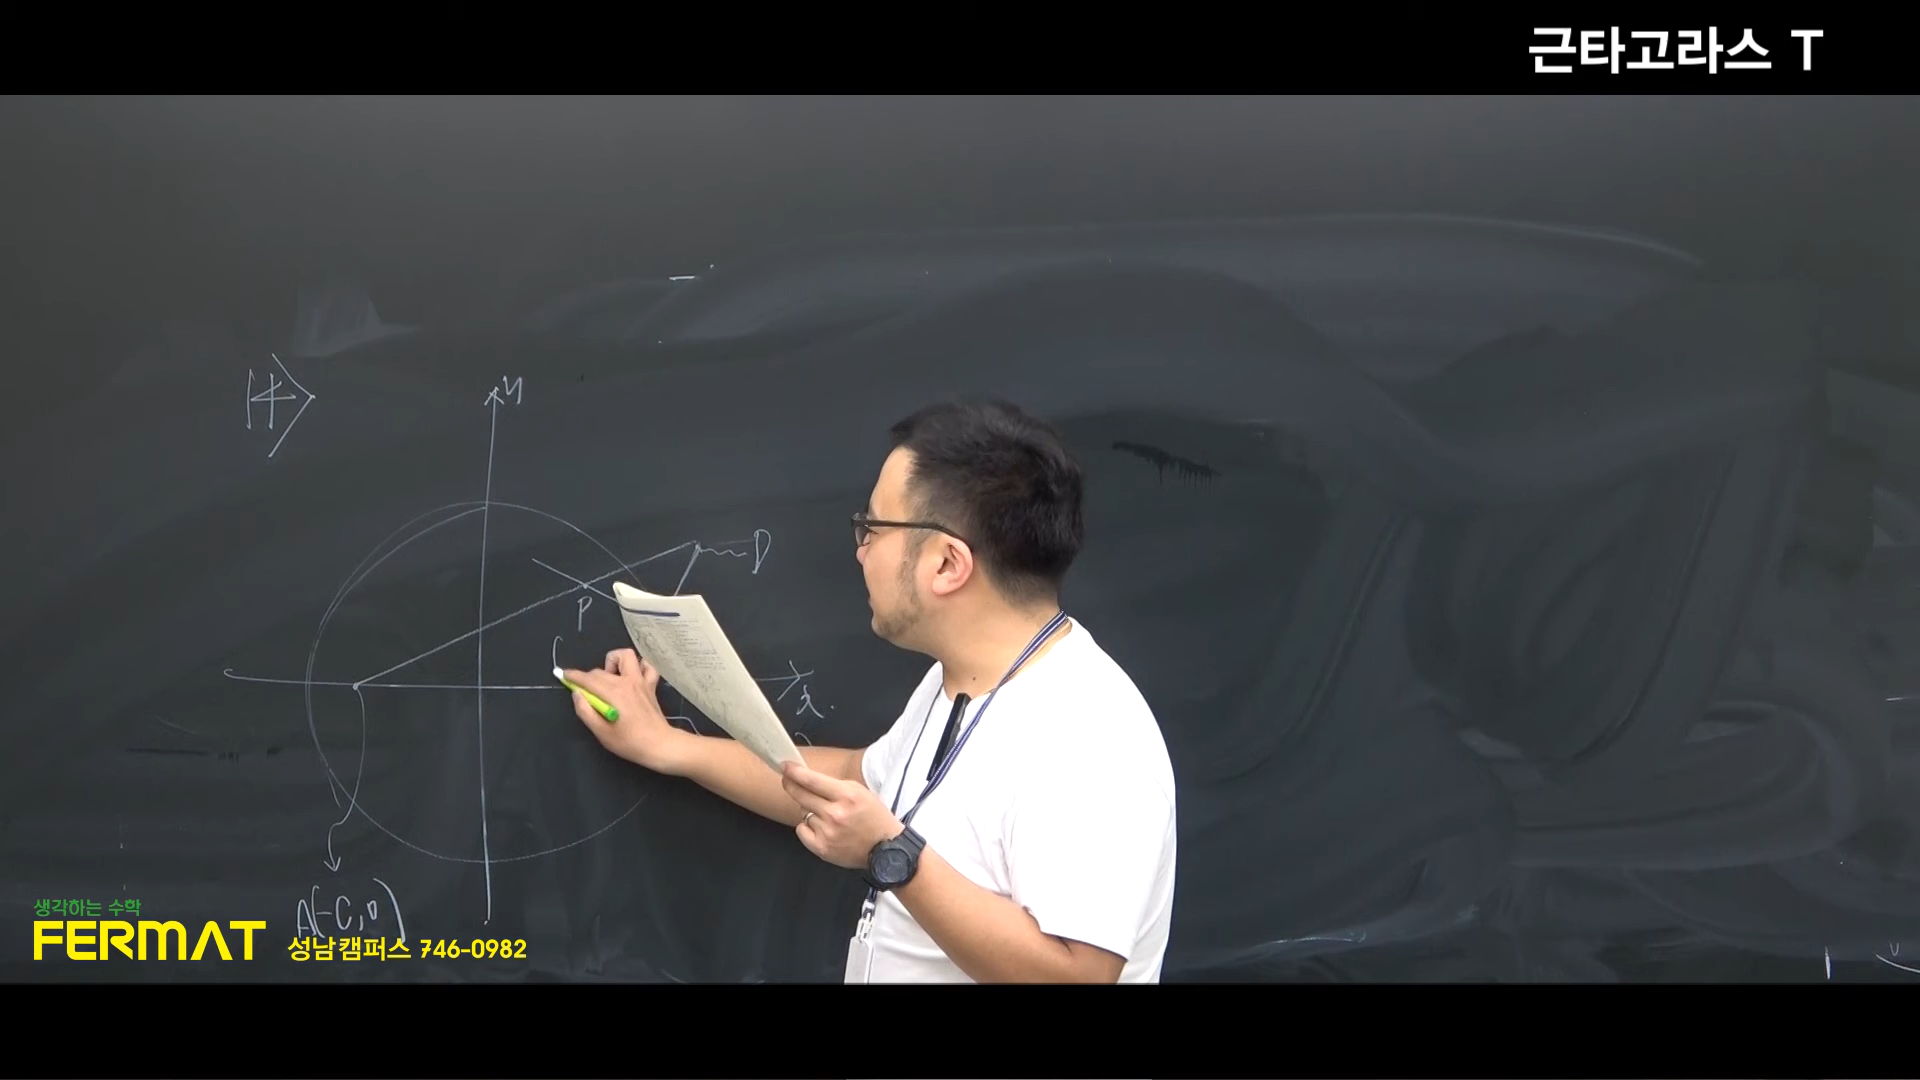 근타고라스 T
14>
y
D
P
x.
A(-C, 0)
생각하는 수학
FERMAT 성남캠퍼스 746-0982